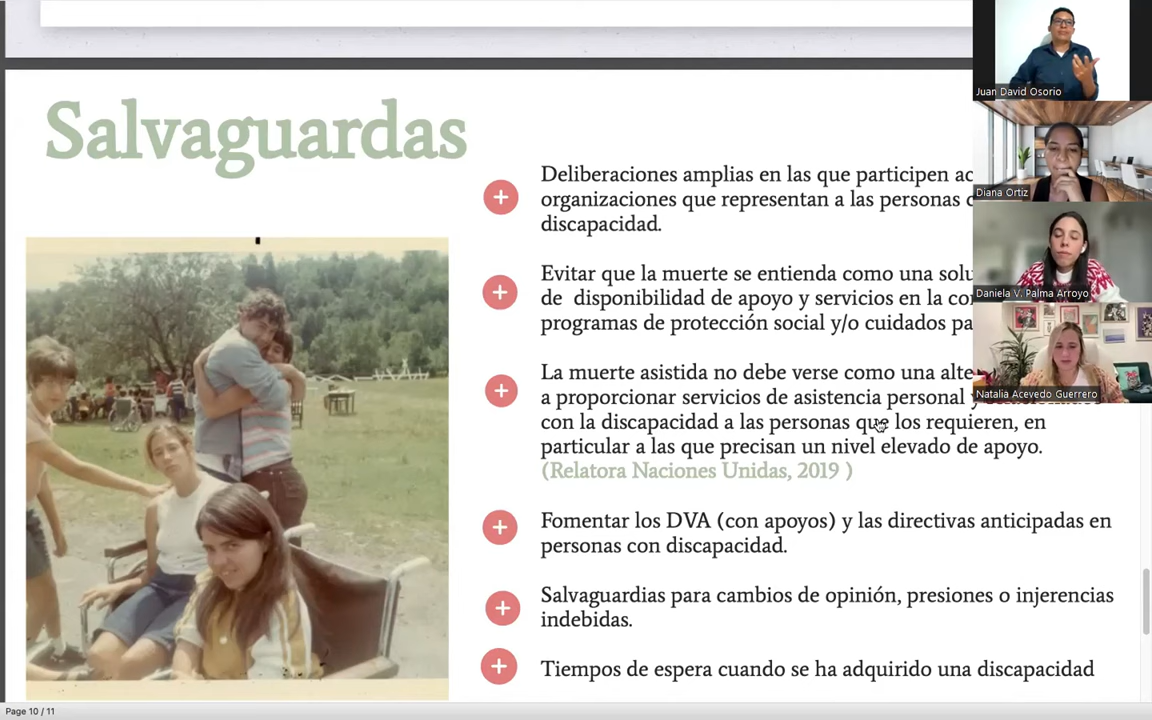 Salvaguardas
Deliberaciones amplias en las que participen
organizaciones que representan a las personas
discapacidad.
Evitar que la muerte se entienda como una
de disponibilidad de apoyo y servicios en la
programas de protección social y/o cuidados
La muerte asistida no debe verse como una
a proporcionar servicios de asistencia personal
con la discapacidad a las personas que los requieren, en
particular a las que precisan un nivel elevado de apoyo.
(Relatora Naciones Unidas, 2019 )
Fomentar los DVA (con apoyos) y las directivas anticipadas en
personas con discapacidad.
Salvaguardias para cambios de opinión, presiones o injerencias
indebidas.
Tiempos de espera cuando se ha adquirido una discapacidad
Juan David Osorio
Diana Ortiz
Daniela V. Palma Arroyo
Natalia Acevedo Guerrero
Page 10 / 11